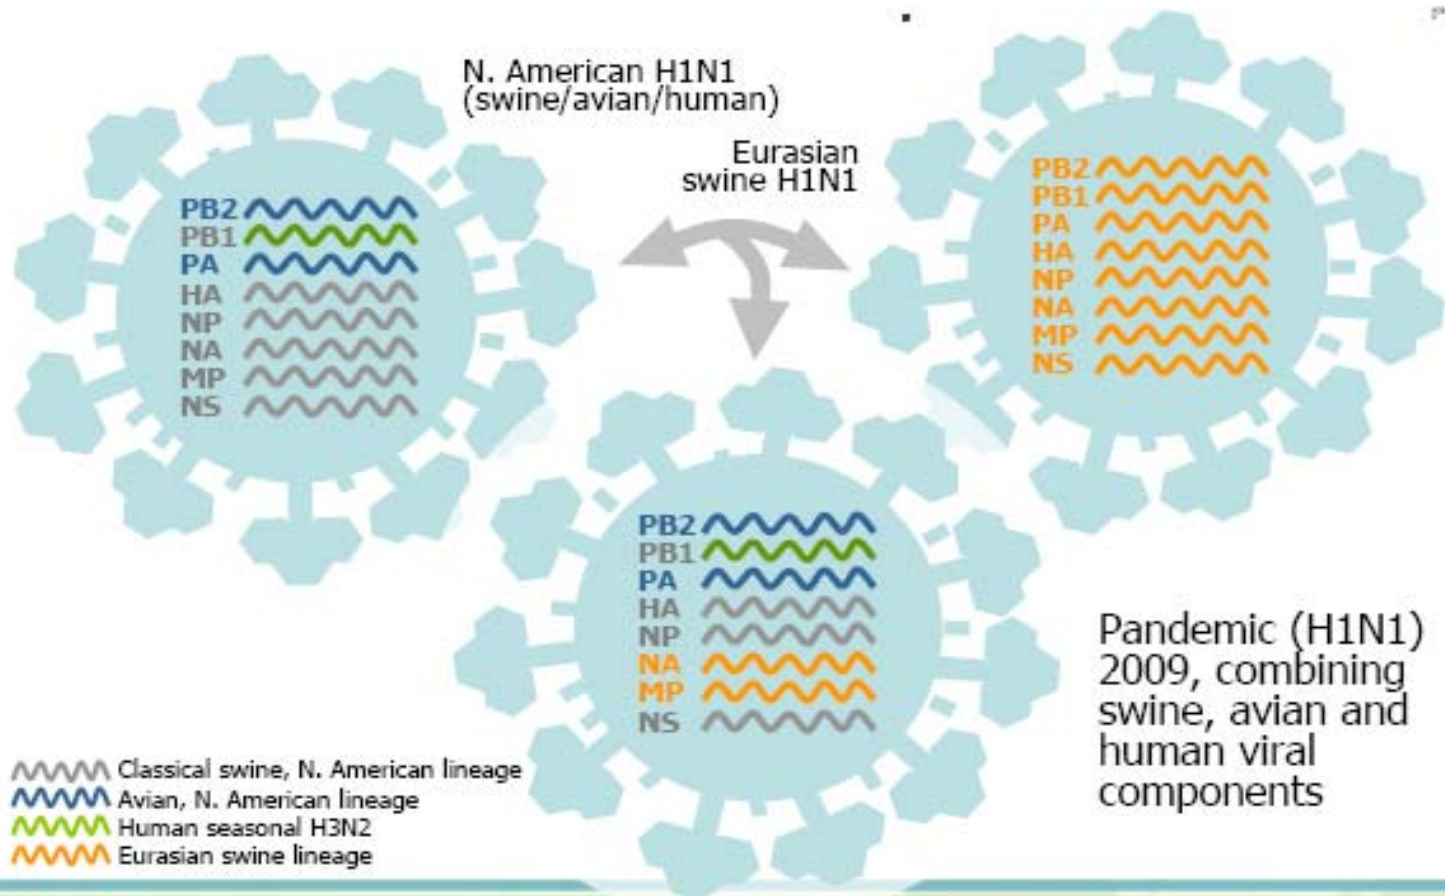 N. American H1N1
(swine/avian/human)
Eurasian
swine H1N1
PB2
PB1
PA
HA
NP
NA
MP
NS
PB2
PB1
PA
HA
NP
NA
MP
NS
PB2
PB1
PA
HA
NP
NA
MP
NS
Pandemic (H1N1)
2009, combining
swine, avian and
human viral
components
Classical swine, N. American lineage
Avian, N. American lineage
Human seasonal H3N2
Eurasian swine lineage